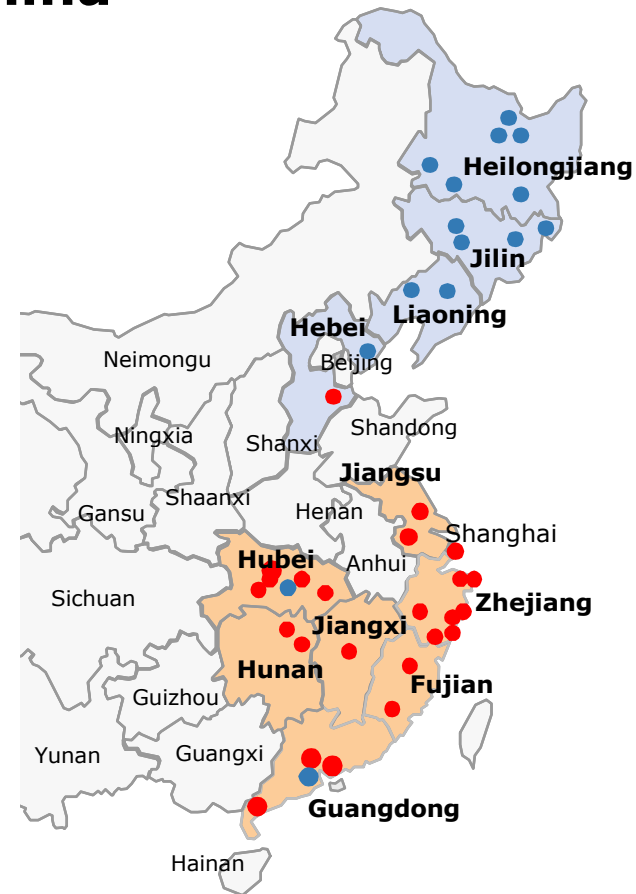 Heilongjiang
Jilin
Liaoning
Hebei
Beijing
Neimongu
Ningxia
Shanxi
Shandong
Jiangsu
Shaanxi
Gansu
Henan
Shanghai
Hubei
Anhui
Sichuan
Zhejiang
Jiangxi
Hunan
Fujian
Guizhou
Yunan
Guangxi
Guangdong
Hainan